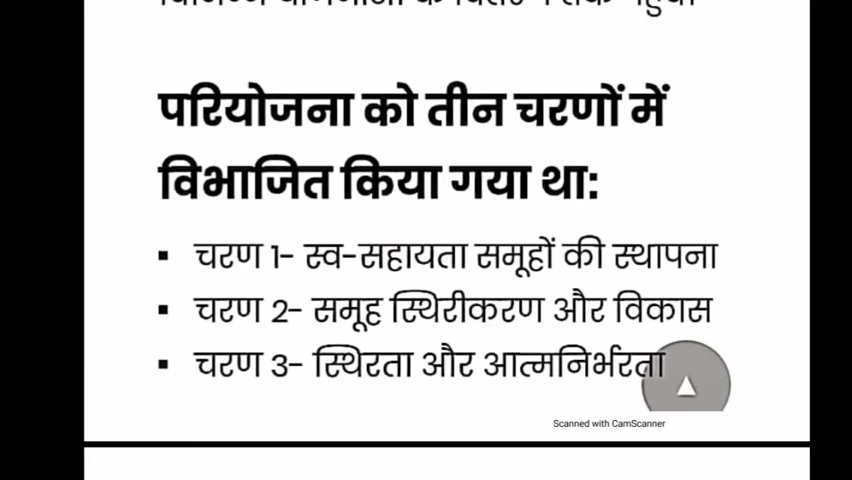 परियोजना को तीन चरणों में
विभाजित किया गया था:
▪ चरण 1- स्व-सहायता समूहों की स्थापना
▪ चरण 2- समूह स्थिरीकरण और विकास
▪ चरण 3- स्थिरता और आत्मनिर्भरता
Scanned with CamScanner